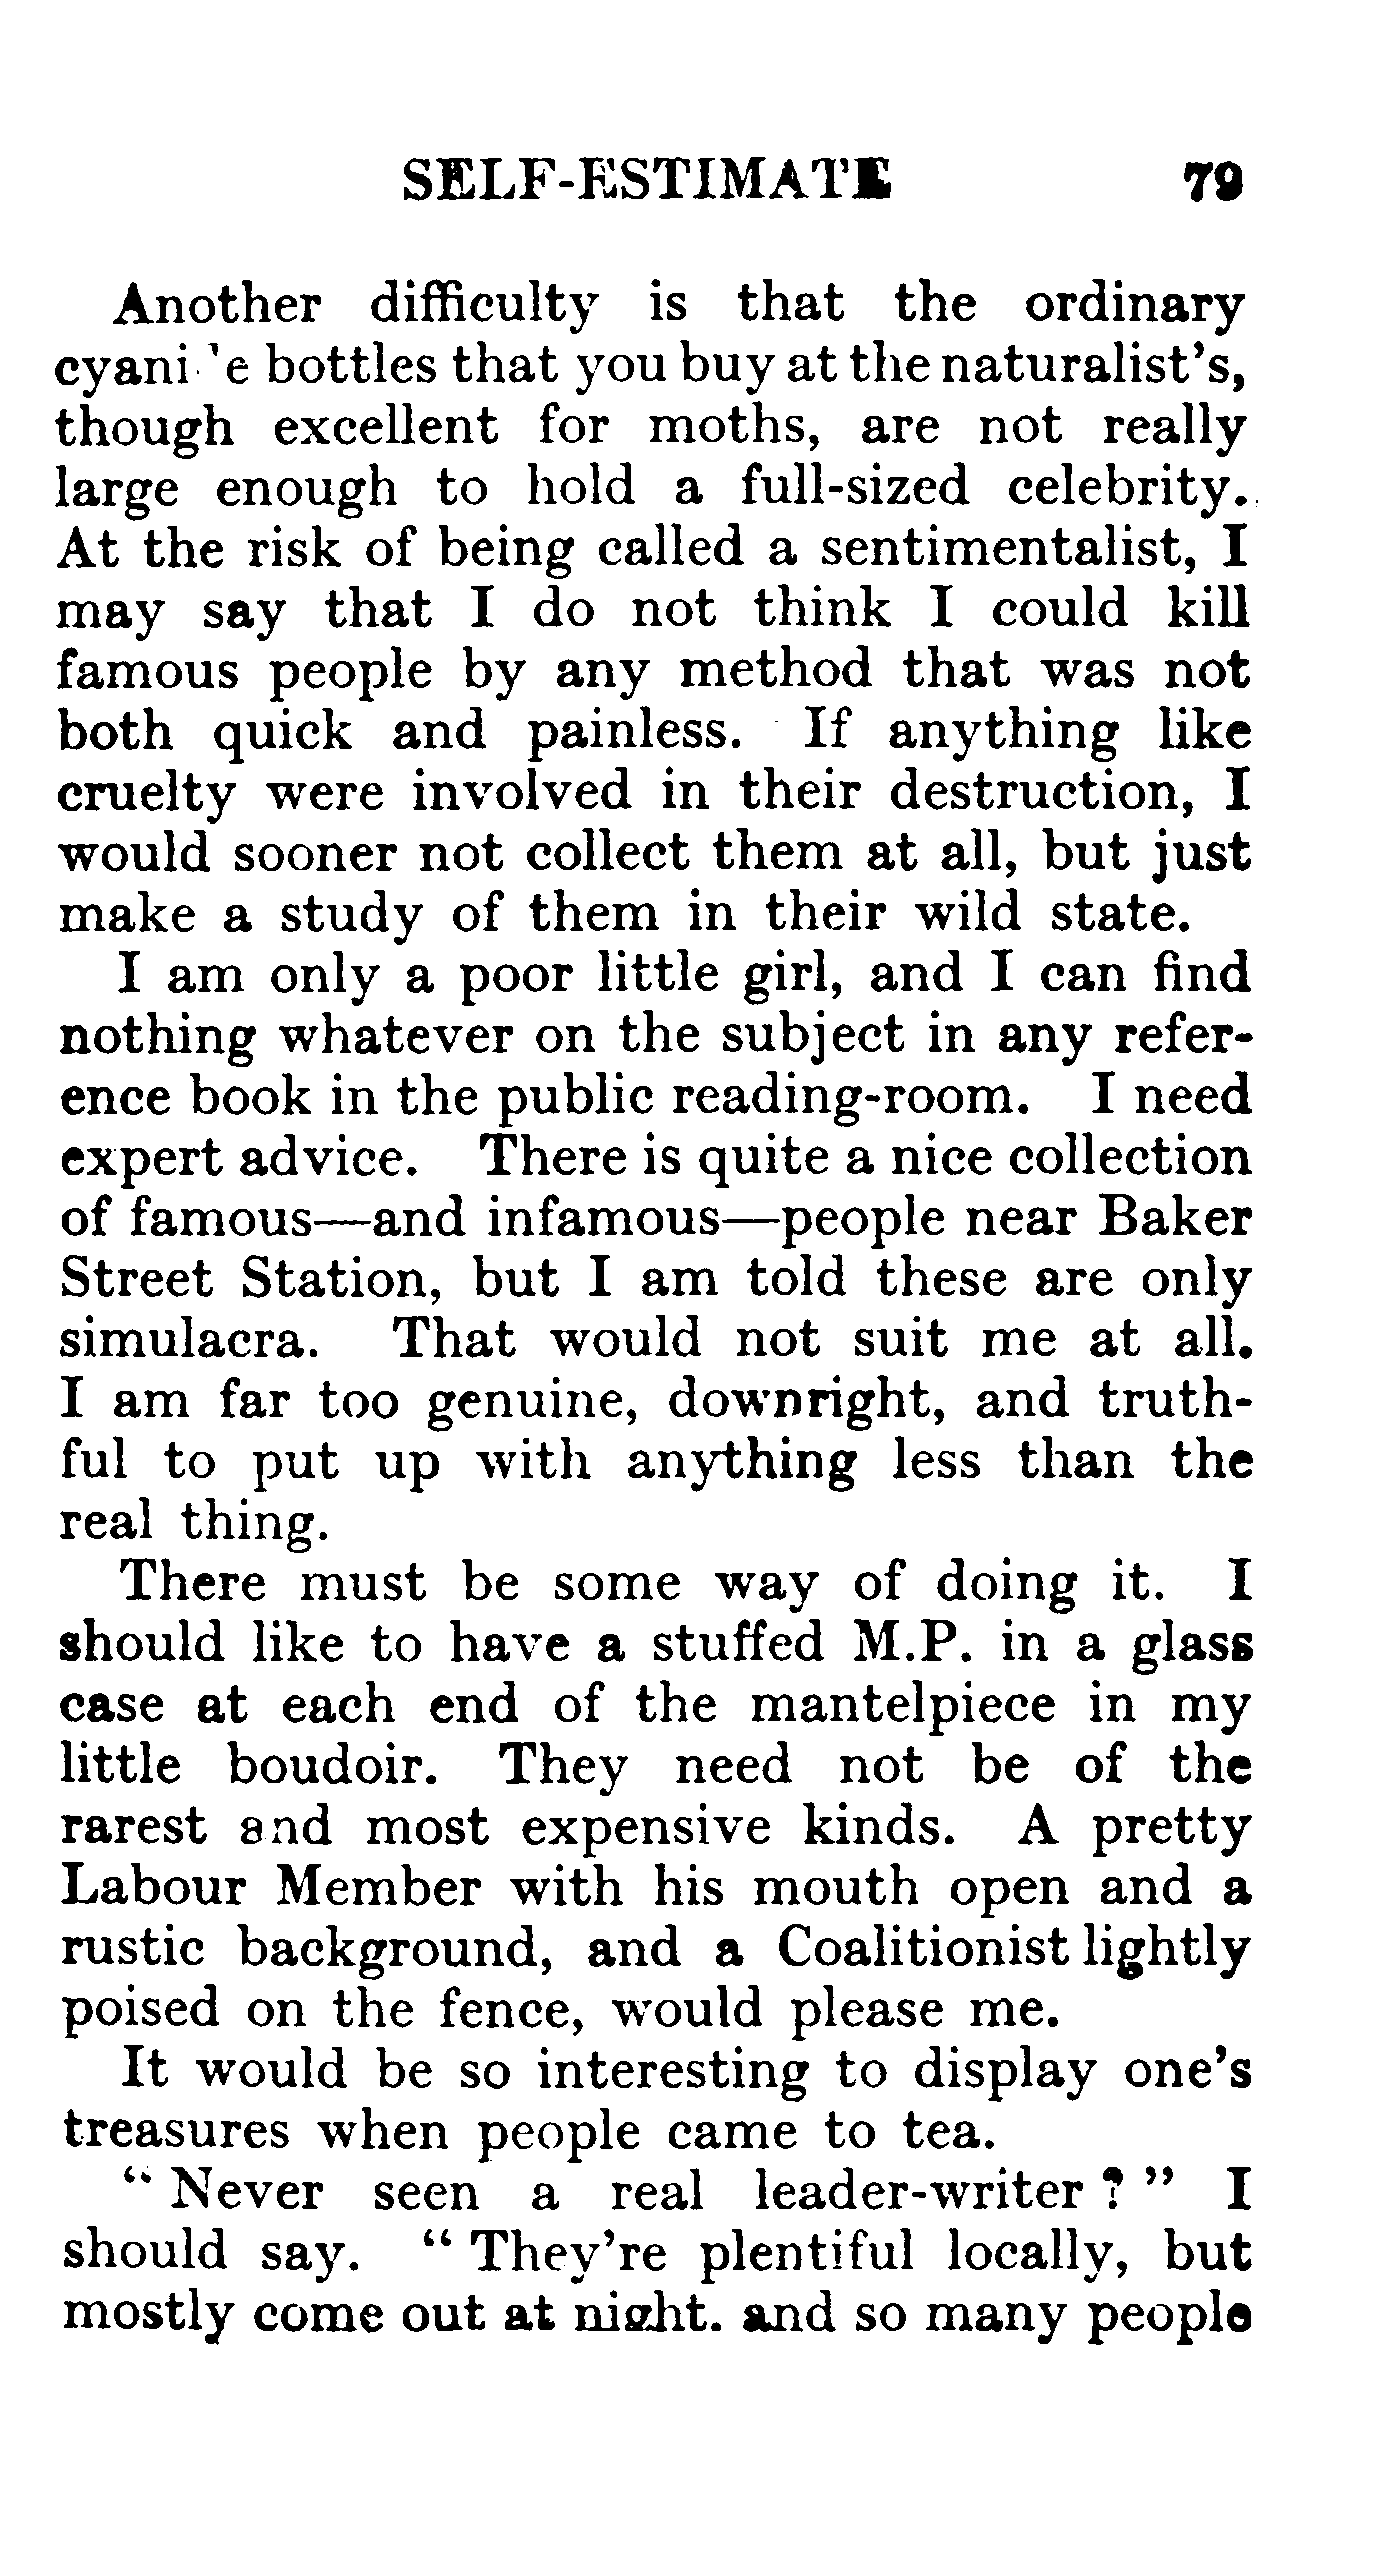 SELF-ESTIMATE 79
Another difficulty is that the ordinary
cyani'e bottles that you buy at the naturalist's,
though excellent for moths, are not really
large enough to hold a full-sized celebrity.
At the risk of being called a sentimentalist, I
may say that I do not think I could kill
famous people by any method that was not
both quick and painless. If anything like
cruelty were involved in their destruction, I
would sooner not collect them at all, but just
make a study of them in their wild state.
I am only a poor little girl, and I can find
nothing whatever on the subject in any refer-
ence book in the public reading-room. I need
expert advice. There is quite a nice collection
of famous—and infamous—people near Baker
Street Station, but I am told these are only
simulacra. That would not suit me at all.
I am far too genuine, downright, and truth-
ful to put up with anything less than the
real thing.
There must be some way of doing it. I
should like to have a stuffed M.P. in a glass
case at each end of the mantelpiece in my
little boudoir. They need not be of the
rarest and most expensive kinds. A pretty
Labour Member with his mouth open and a
rustic background, and a Coalitionist lightly
poised on the fence, would please me.
It would be so interesting to display one's
treasures when people came to tea.
“ Never seen a real leader-writer ? ” I
should say. “ They're plentiful locally, but
mostly come out at night. and so many people